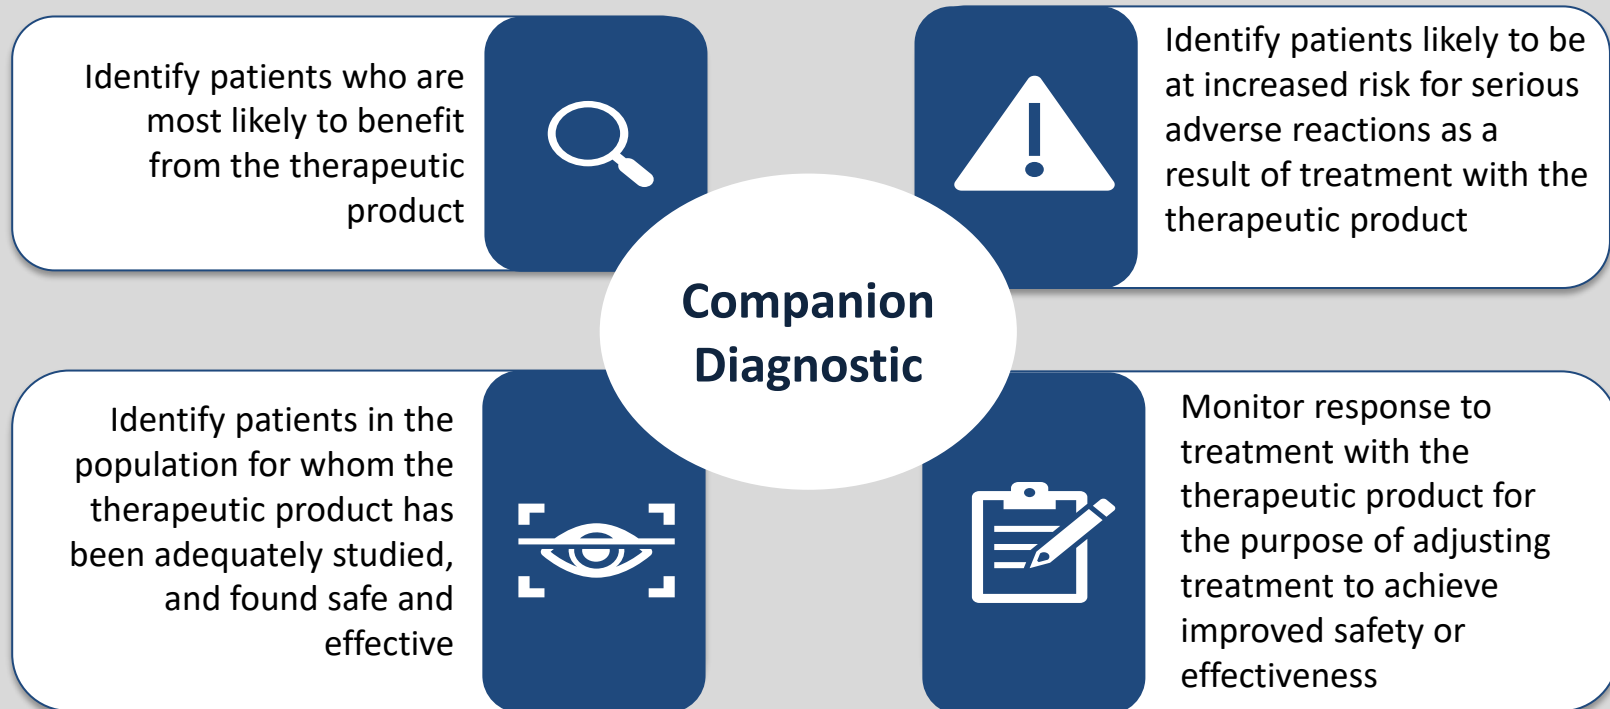 Identify patients who are
most likely to benefit
from the therapeutic
product
Identify patients likely to be
at increased risk for serious
adverse reactions as a
result of treatment with the
therapeutic product
Companion
Diagnostic
Identify patients in the
population for whom the
therapeutic product has
been adequately studied,
and found safe and
effective
Monitor response to
treatment with the
therapeutic product for
the purpose of adjusting
treatment to achieve
improved safety or
effectiveness